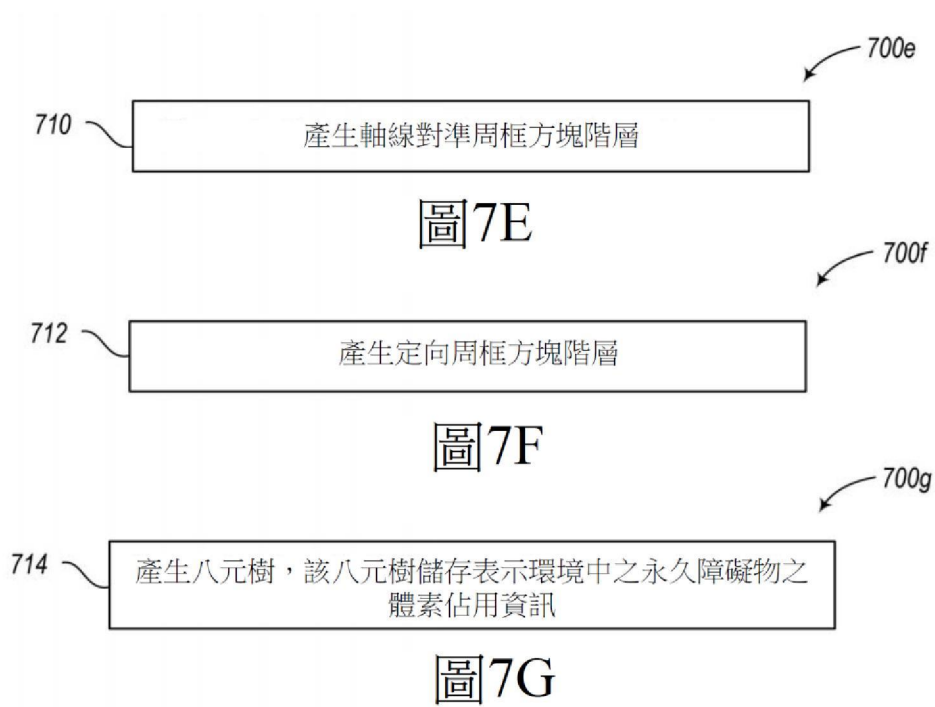 700e
710
產生軸線對準周框方塊階層
圖7E
700f
712
產生定向周框方塊階層
圖7F
700g
714
產生八元樹，該八元樹儲存表示環境中之永久障礙物之
體素佔用資訊
圖7G